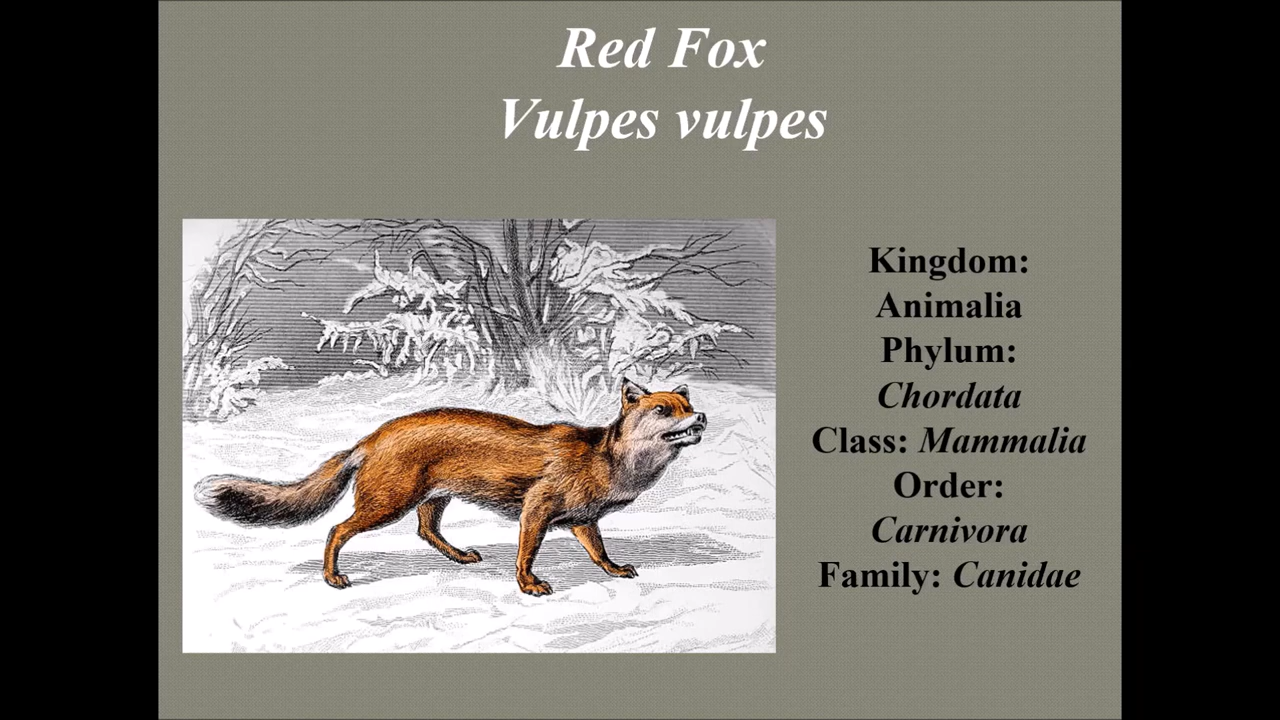 Red Fox
Vulpes vulpes
Kingdom:
Animalia
Phylum:
Chordata
Class: Mammalia
Order:
Carnivora
Family: Canidae